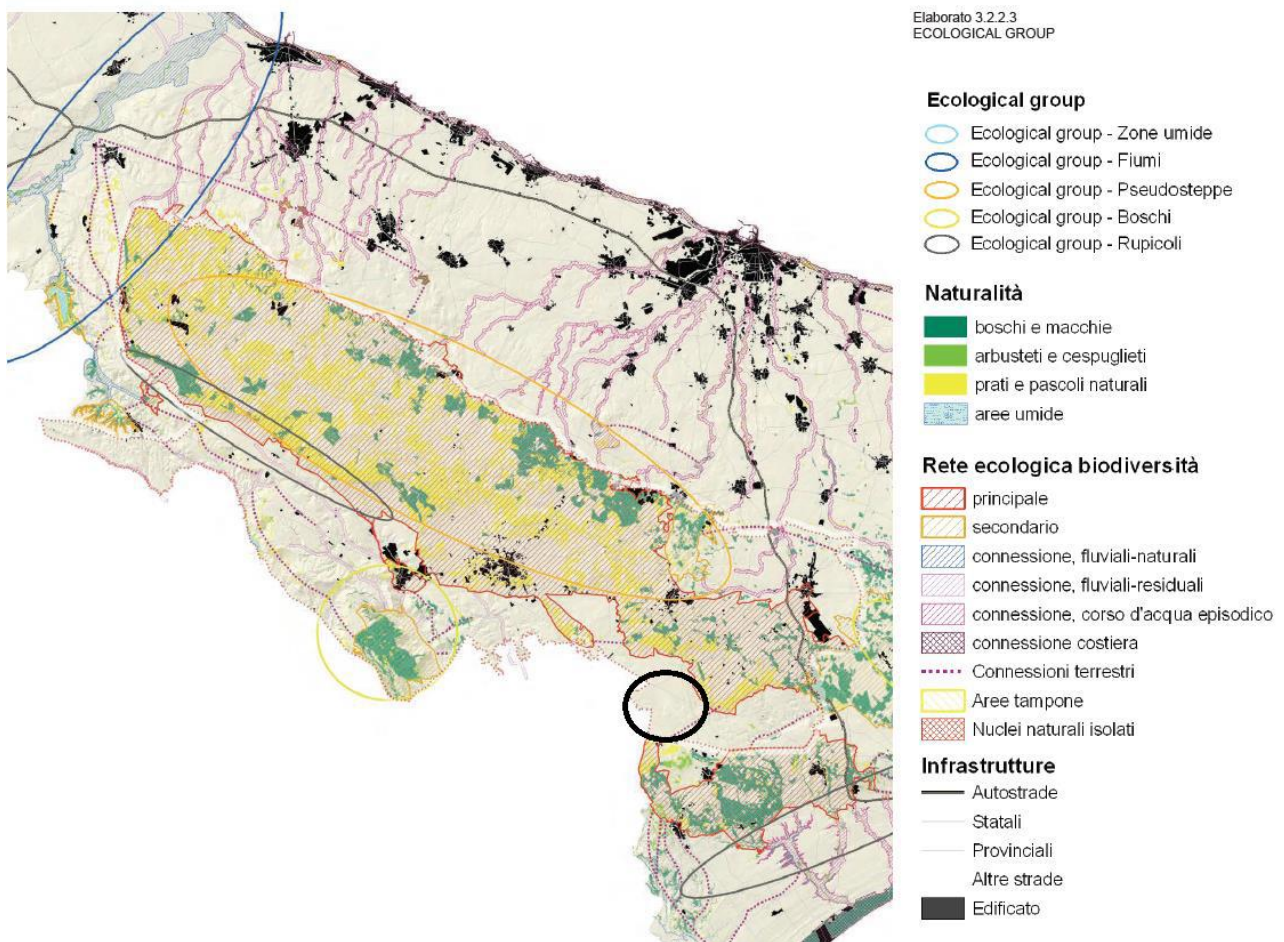 Elaborato 3.2.2.3
ECOLOGICAL GROUP
Ecological group
Ecological group - Zone umide
Ecological group - Fiumi
Ecological group - Pseudosteppe
Ecological group - Boschi
Ecological group - Rupicoli
Naturalità
boschi e macchie
arbusteti e cespuglieti
prati e pascoli naturali
aree umide
Rete ecologica biodiversità
principale
secondario
connessione, fluviali-naturali
connessione, fluviali-residuali
connessione, corso d'acqua episodico
connessione costiera
Connessioni terrestri
Aree tampone
Nuclei naturali isolati
Infrastrutture
Autostrade
Statali
Provinciali
Altre strade
Edificato